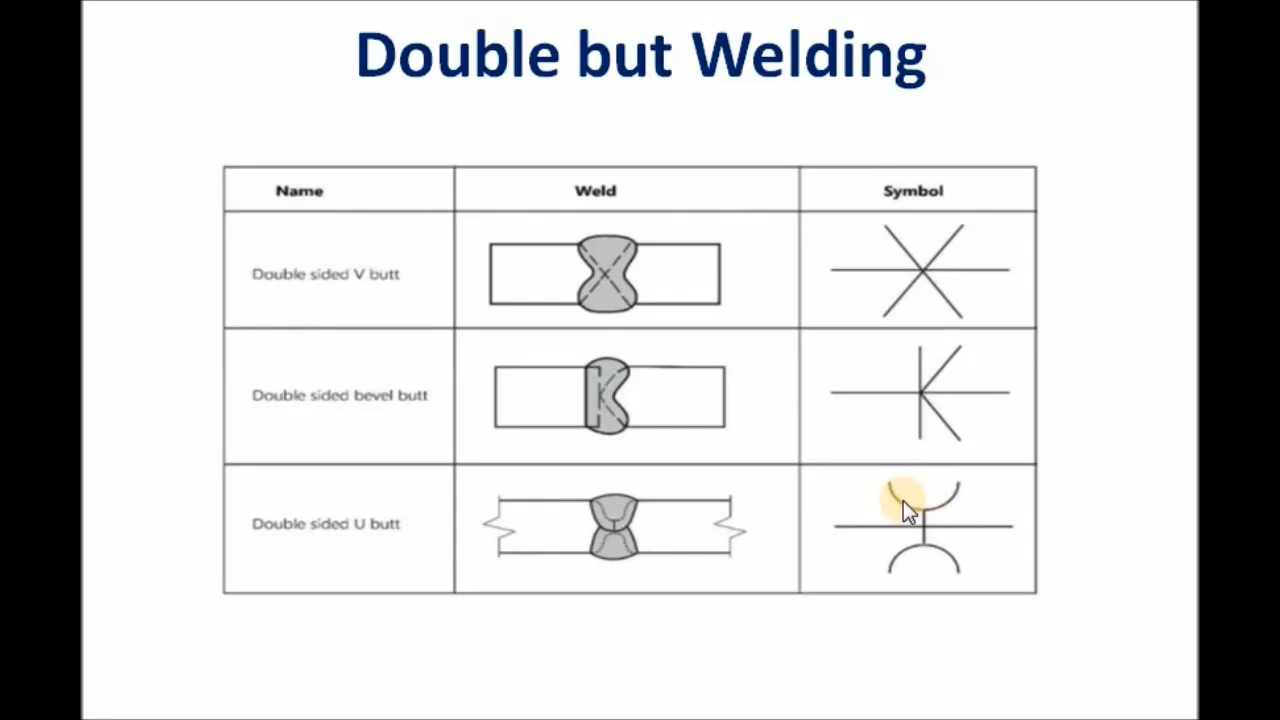 Double but Welding
Name Weld Symbol
Double sided V butt
Double sided bevel butt
Double sided U butt